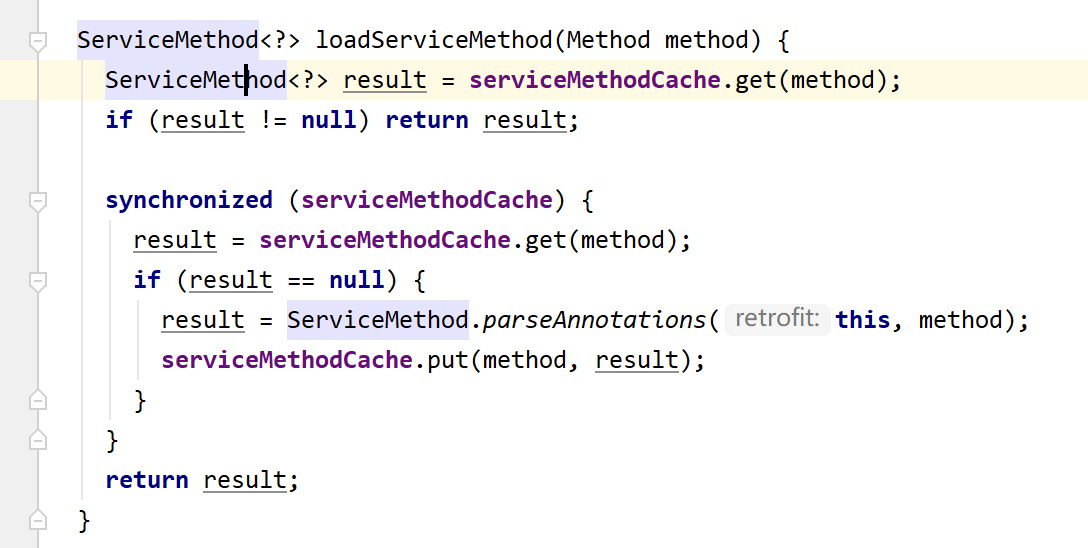 ServiceMethod<?> loadServiceMethod(Method method) {
ServiceMethod<?> result = serviceMethodCache.get(method);
if (result != null) return result;
synchronized (serviceMethodCache) {
result = serviceMethodCache.get(method);
if (result == null) {
result = ServiceMethod.parseAnnotations( retrofit: this, method);
serviceMethodCache.put(method, result);
}
}
return result;
}